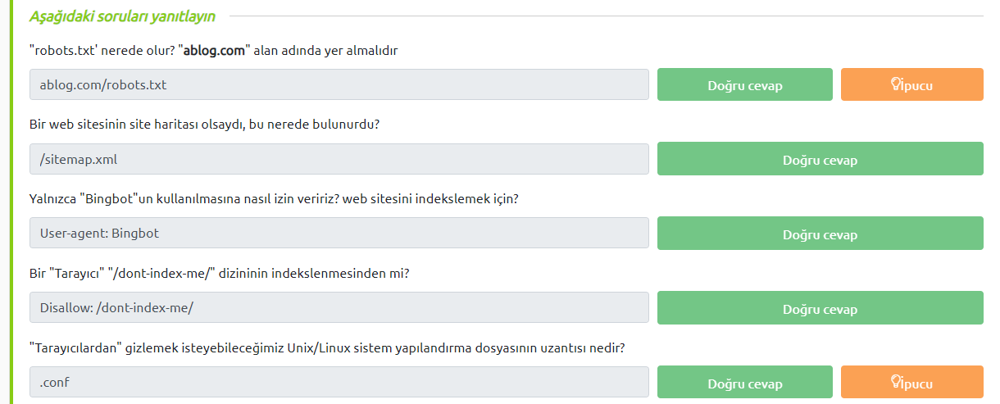 Aşağıdaki soruları yanıtlayın
"robots.txt' nerede olur? "ablog.com" alan adında yer almalıdır
ablog.com/robots.txt
Doğru cevap
İpucu
Bir web sitesinin site haritası olsaydı, bu nerede bulunurdu?
/sitemap.xml
Doğru cevap
Yalnızca "Bingbot"un kullanılmasına nasıl izin veririz? web sitesini indekslemek için?
User-agent: Bingbot
Doğru cevap
Bir "Tarayıcı" "/dont-index-me/" dizininin indekslenmesinden mi?
Disallow: /dont-index-me/
Doğru cevap
"Tarayıcılardan" gizlemek isteyebileceğimiz Unix/Linux sistem yapılandırma dosyasının uzantısı nedir?
.conf
Doğru cevap
İpucu